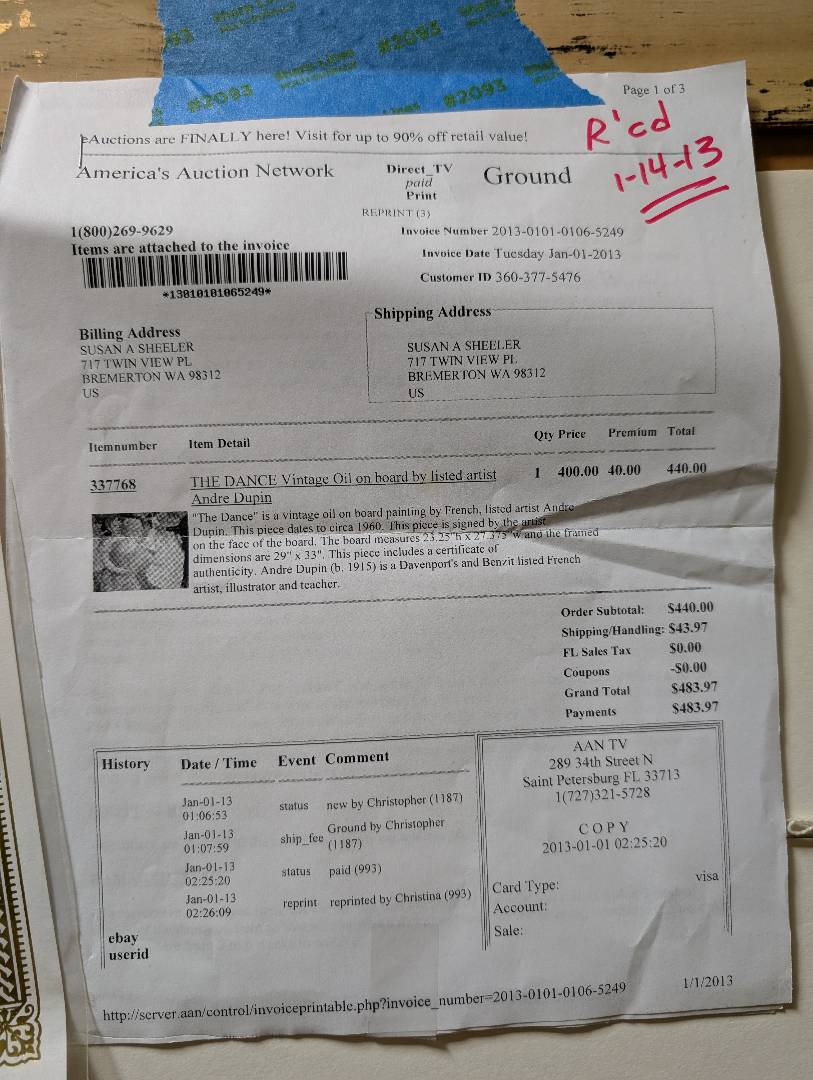 #2093
#2093
#2093
Page 1 of 3
R'cd
1-14-13
eAuctions are FINALLY here! Visit for up to 90% off retail value!
America's Auction Network
Direct_TV
paid
Print
Ground
REPRINT (3)
1(800)269-9629
Items are attached to the invoice
*13010101065249*
Invoice Number 2013-0101-0106-5249
Invoice Date Tuesday Jan-01-2013
Customer ID 360-377-5476
Billing Address
SUSAN A SHEELER
717 TWIN VIEW PL
BREMERTON WA 98312
US
Shipping Address
SUSAN A SHEELER
717 TWIN VIEW PL
BREMERTON WA 98312
US
Itemnumber Item Detail Qty Price Premium Total
337768 THE DANCE Vintage Oil on board by listed artist 1 400.00 40.00 440.00
Andre Dupin
"The Dance" is a vintage oil on board painting by French, listed artist Andre
Dupin. This piece dates to circa 1960. This piece is signed by the artist
on the face of the board. The board measures 23.25"h x 27.375"w and the framed
dimensions are 29" x 33". This piece includes a certificate of
authenticity. Andre Dupin (b. 1915) is a Davenport's and Benzit listed French
artist, illustrator and teacher.
Order Subtotal: $440.00
Shipping/Handling: $43.97
FL Sales Tax $0.00
Coupons -$0.00
Grand Total $483.97
Payments $483.97
History Date / Time Event Comment
Jan-01-13
01:06:53 status new by Christopher (1187)
Jan-01-13
01:07:59 ship_fee Ground by Christopher
(1187)
Jan-01-13
02:25:20 status paid (993)
Jan-01-13
02:26:09 reprint reprinted by Christina (993)
ebay
userid
AAN TV
289 34th Street N
Saint Petersburg FL 33713
1(727)321-5728
COPY
2013-01-01 02:25:20
Card Type: visa
Account:
Sale:
http://server.aan/control/invoiceprintable.php?invoice_number=2013-0101-0106-5249 1/1/2013